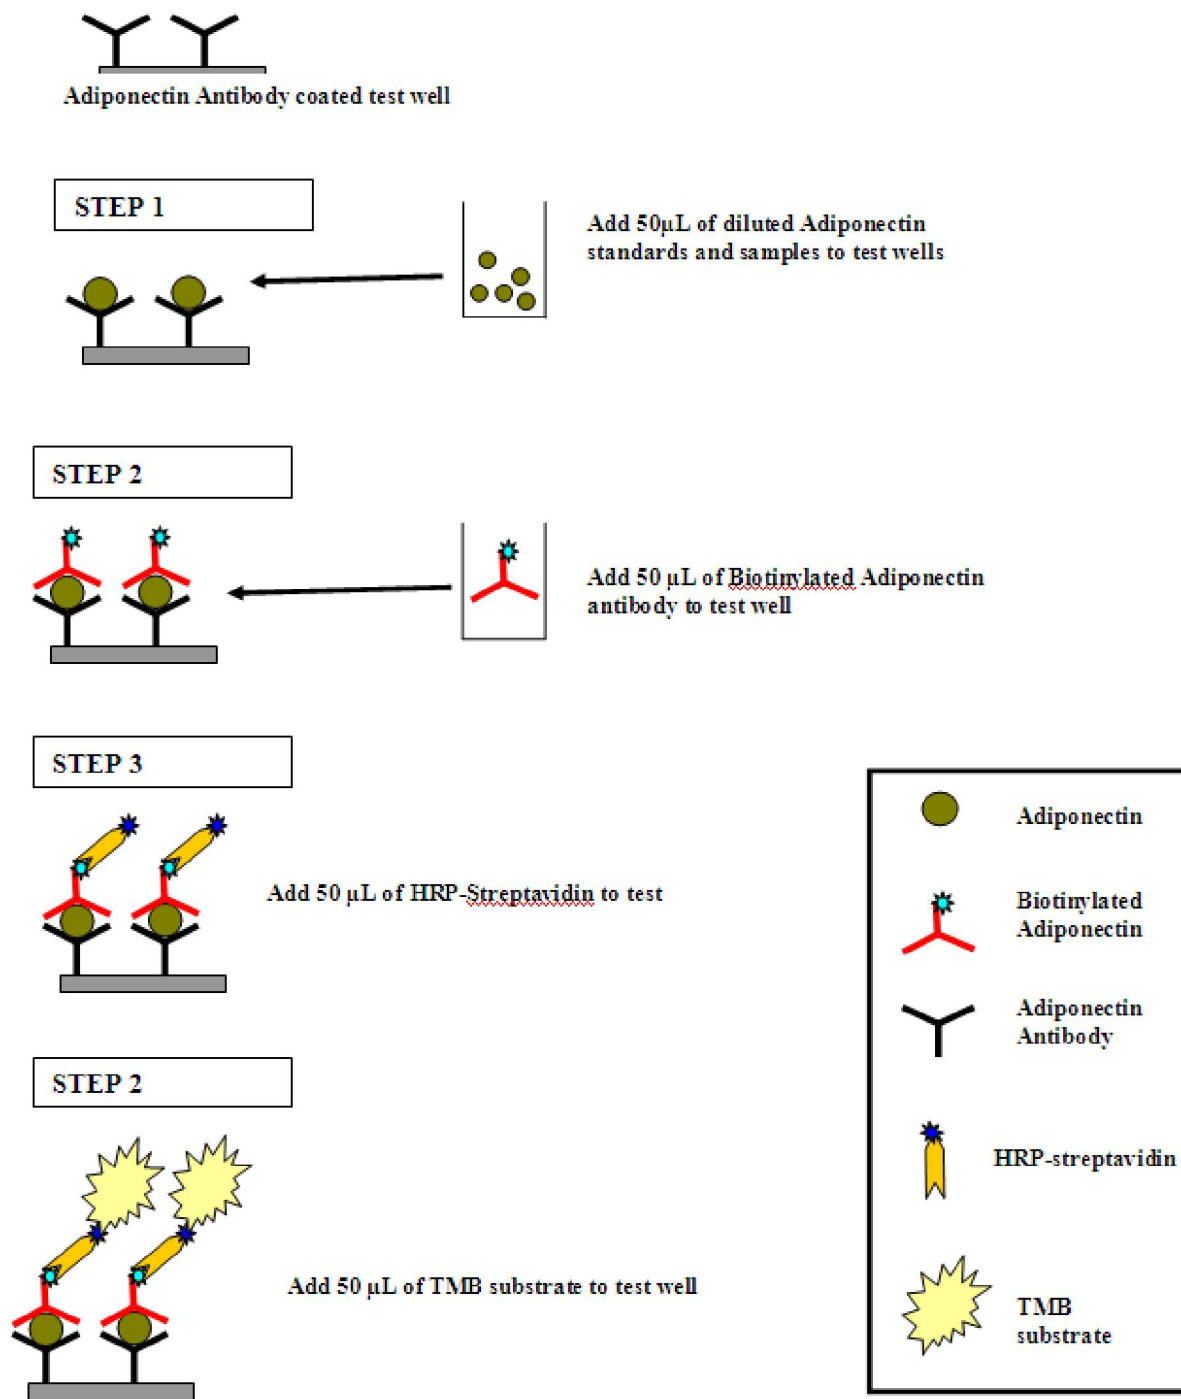 Adiponectin Antibody coated test well
STEP 1
Add 50µL of diluted Adiponectin
standards and samples to test wells
STEP 2
Add 50 µL of Biotinylated Adiponectin
antibody to test well
STEP 3
Add 50 µL of HRP-Streptavidin to test
STEP 2
Add 50 µL of TMB substrate to test well
Adiponectin
Biotinylated
Adiponectin
Adiponectin
Antibody
HRP-streptavidin
TMB
substrate